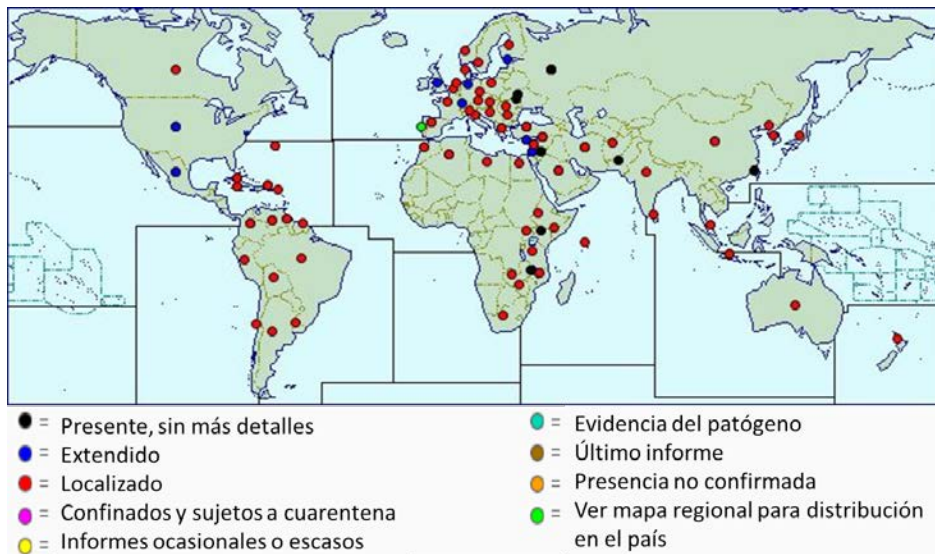 = Presente, sin más detalles
= Extendido
= Localizado
= Confinados y sujetos a cuarentena
= Informes ocasionales o escasos
= Evidencia del patógeno
= Último informe
= Presencia no confirmada
= Ver mapa regional para distribución
en el país